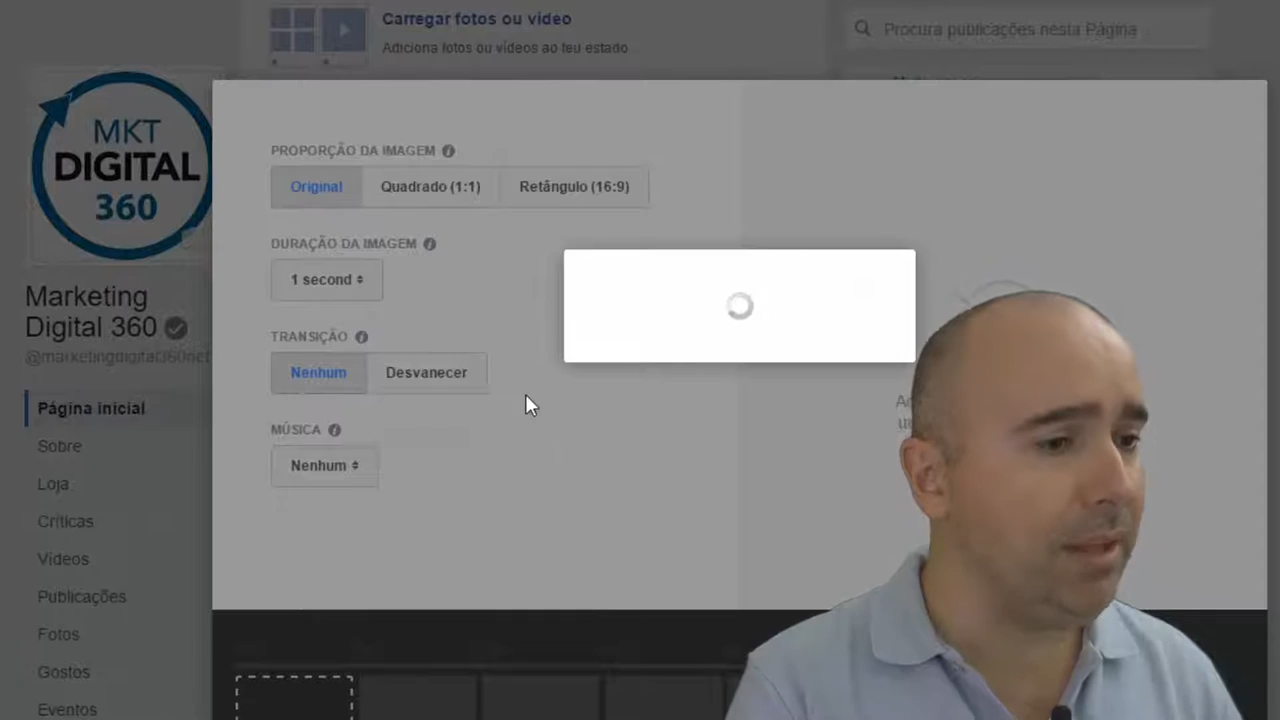 Carregar fotos ou vídeo
Adiciona fotos ou vídeos ao teu estado
Procura publicações nesta Página
MKT
DIGITAL
360
Marketing
Digital 360
@marketingdigital360net
Página inicial
Sobre
Loja
Críticas
Vídeos
Publicações
Fotos
Gostos
Eventos
PROPORÇÃO DA IMAGEM
Original Quadrado (1:1) Retângulo (16:9)
DURAÇÃO DA IMAGEM
1 second
TRANSIÇÃO
Nenhum Desvanecer
MÚSICA
Nenhum